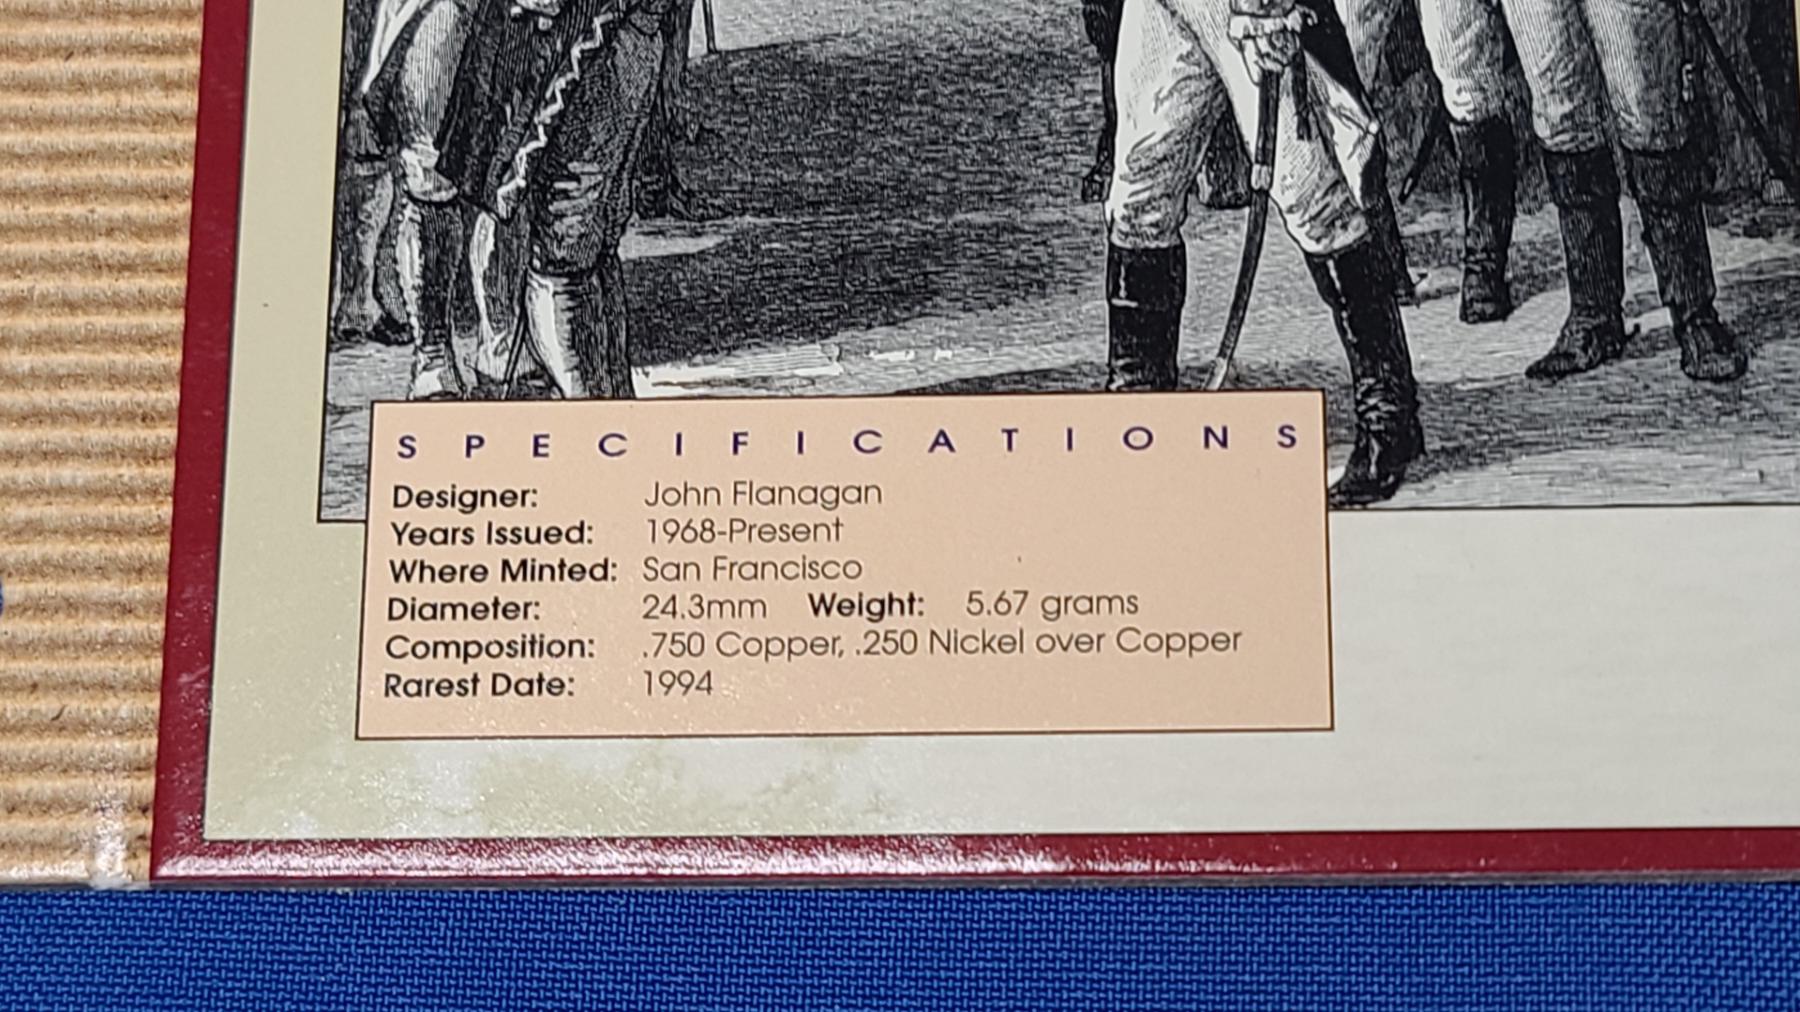 SPECIFICATIONS
Designer: John Flanagan
Years Issued: 1968-Present
Where Minted: San Francisco
Diameter: 24.3mm Weight: 5.67 grams
Composition: .750 Copper, .250 Nickel over Copper
Rarest Date: 1994